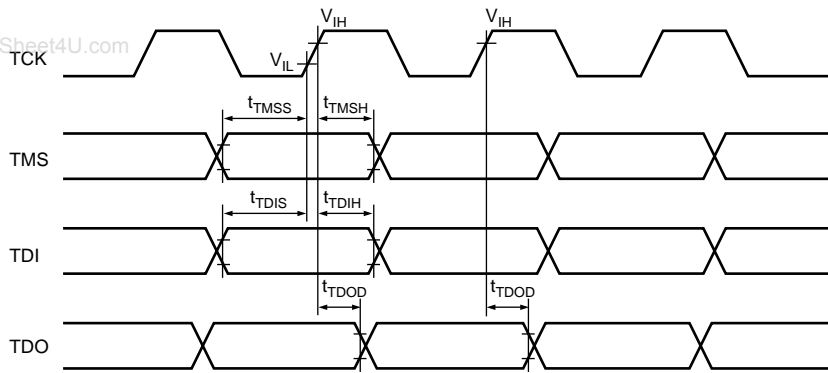 Sheet4U.com
V_IH V_IH
TCK
V_IL
t_TMSS t_TMSH
TMS
t_TDIS t_TDIH
TDI
t_TDOD t_TDOD
TDO